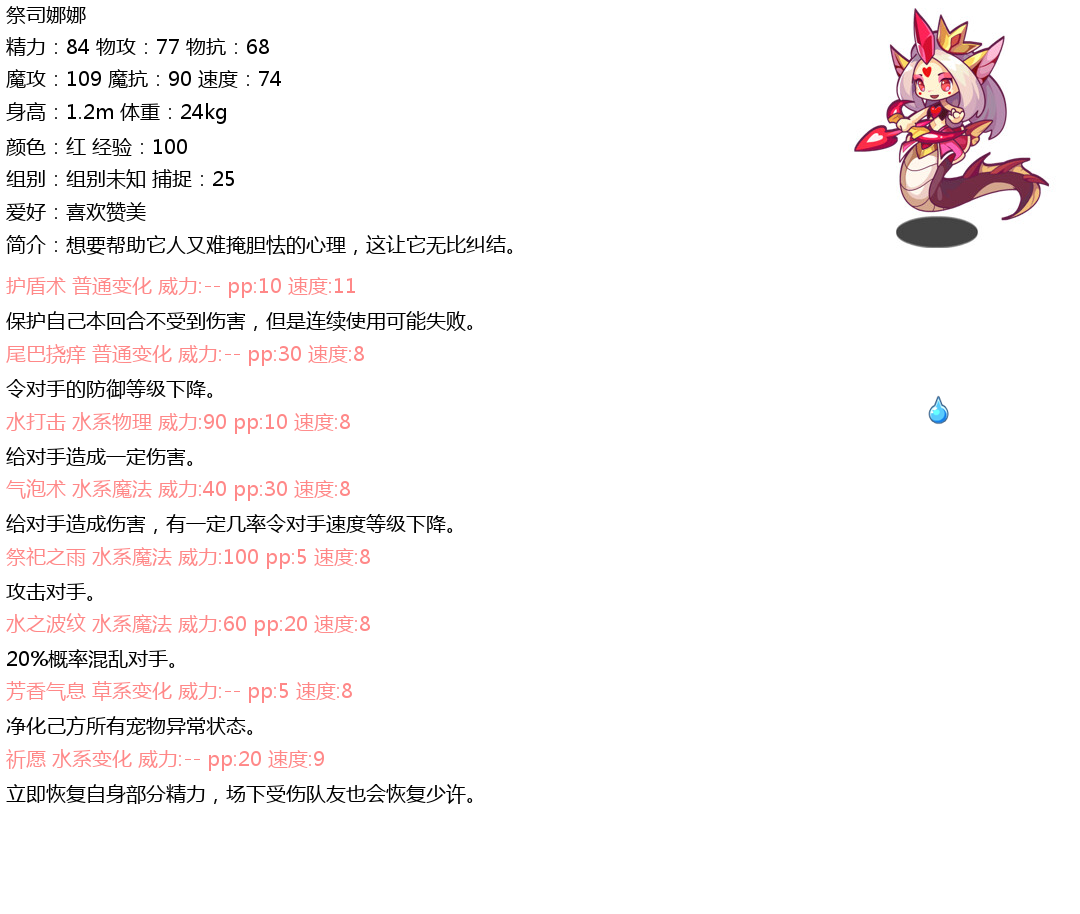 祭司娜娜
精力：84 物攻：77 物抗：68
魔攻：109 魔抗：90 速度：74
身高：1.2m 体重：24kg
颜色：红 经验：100
组别：组别未知 捕捉：25
爱好：喜欢赞美
简介：想要帮助它人又难掩胆怯的心理，这让它无比纠结。
护盾术 普通变化 威力:-- pp:10 速度:11
保护自己本回合不受到伤害，但是连续使用可能失败。
尾巴挠痒 普通变化 威力:-- pp:30 速度:8
令对手的防御等级下降。
水打击 水系物理 威力:90 pp:10 速度:8
给对手造成一定伤害。
气泡术 水系魔法 威力:40 pp:30 速度:8
给对手造成伤害，有一定几率令对手速度等级下降。
祭祀之雨 水系魔法 威力:100 pp:5 速度:8
攻击对手。
水之波纹 水系魔法 威力:60 pp:20 速度:8
20%概率混乱对手。
芳香气息 草系变化 威力:-- pp:5 速度:8
净化己方所有宠物异常状态。
祈愿 水系变化 威力:-- pp:20 速度:9
立即恢复自身部分精力，场下受伤队友也会恢复少许。